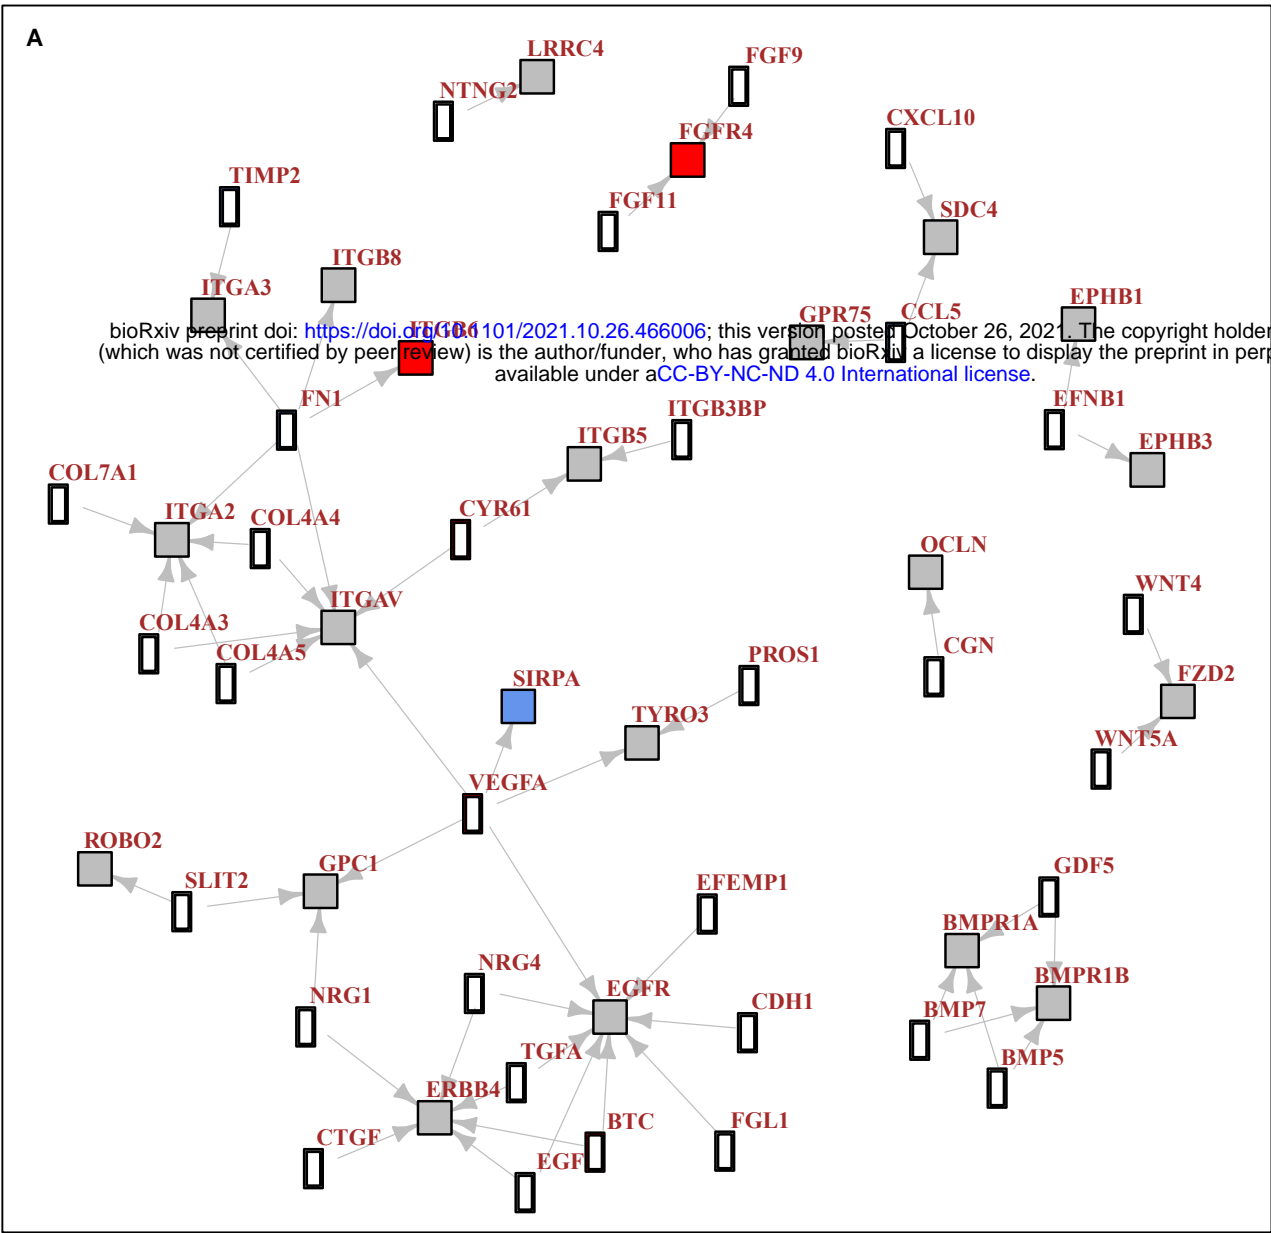 A
LRRC4
FGF9
NTNG2
CXCL10
FGFR4
TIMP2
FGF11
SDC4
ITGB8
ITGA3
EPHB1
GPR75
CCL5
ITGB6
bioRxiv preprint doi: https://doi.org/10.1101/2021.10.26.466006; this version posted October 26, 2021. The copyright holder
(which was not certified by peer review) is the author/funder, who has granted bioRxiv a license to display the preprint in perp
available under aCC-BY-NC-ND 4.0 International license.
FN1
ITGB3BP
EFNB1
ITGB5
EPHB3
COL7A1
ITGA2
COL4A4
CYR61
OCLN
WNT4
ITGAV
COL4A3
COL4A5
CGN
PROS1
FZD2
SIRPA
TYRO3
WNT5A
VEGFA
ROBO2
GPC1
GDF5
SLIT2
EFEMP1
BMPR1A
NRG4
BMPR1B
EGFR
NRG1
CDH1
BMP7
TGFA
BMP5
ERBB4
BTC
FGL1
CTGF
EGF